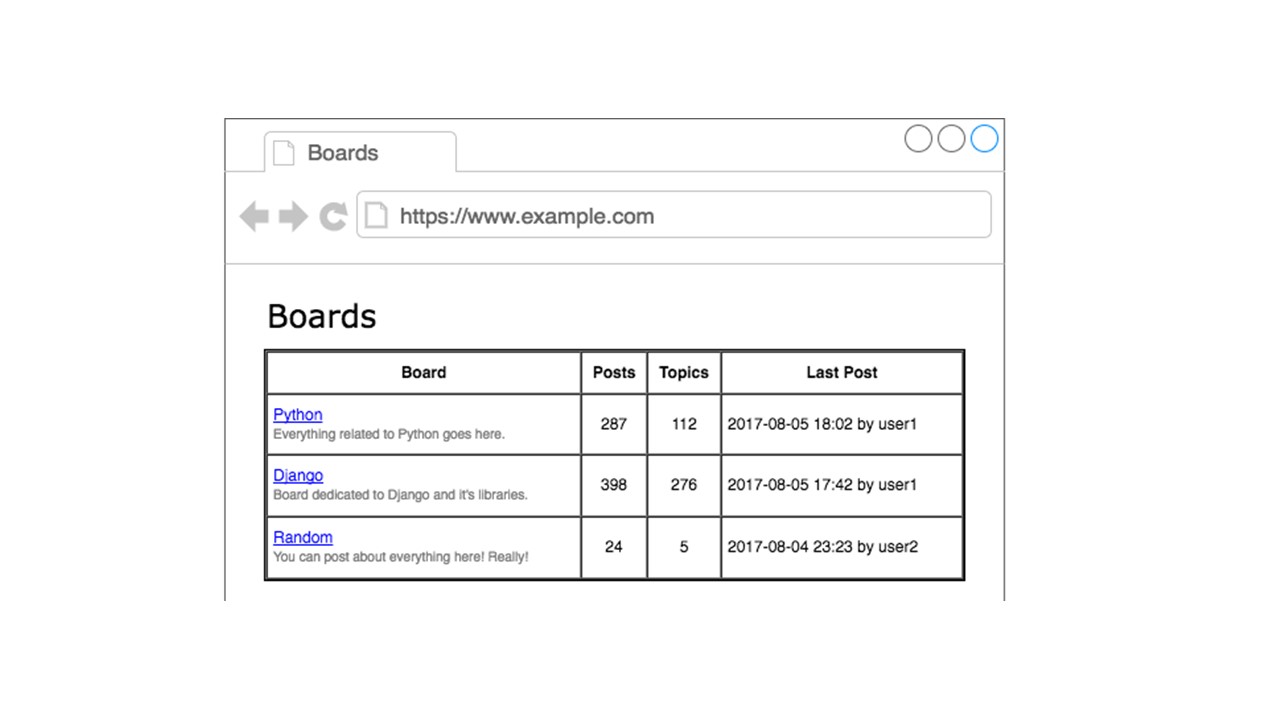 Boards
https://www.example.com
Boards
Board Posts Topics Last Post
Python
Everything related to Python goes here.
287 112 2017-08-05 18:02 by user1
Django
Board dedicated to Django and it's libraries.
398 276 2017-08-05 17:42 by user1
Random
You can post about everything here! Really!
24 5 2017-08-04 23:23 by user2